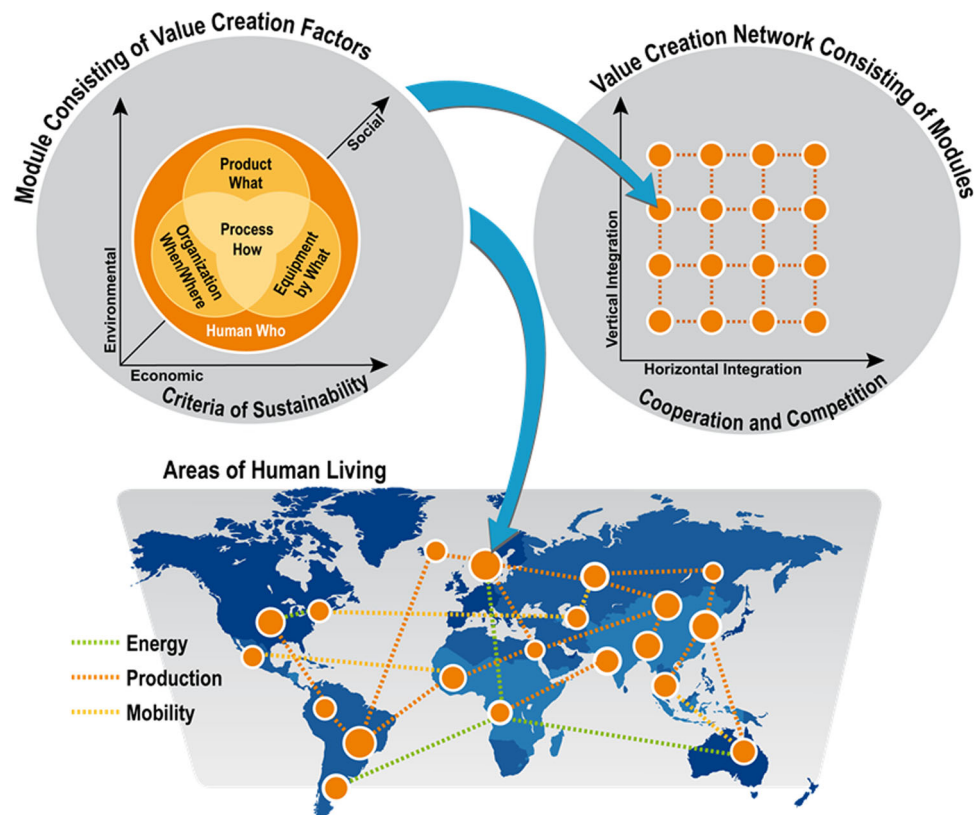 Module Consisting of Value Creation Factors
Environmental
Social
Economic
Product
What
Process
How
Organization
When/Where
Equipment
by What
Human Who
Criteria of Sustainability
Value Creation Network Consisting of Modules
Vertical Integration
Horizontal Integration
Cooperation and Competition
Areas of Human Living
Energy
Production
Mobility